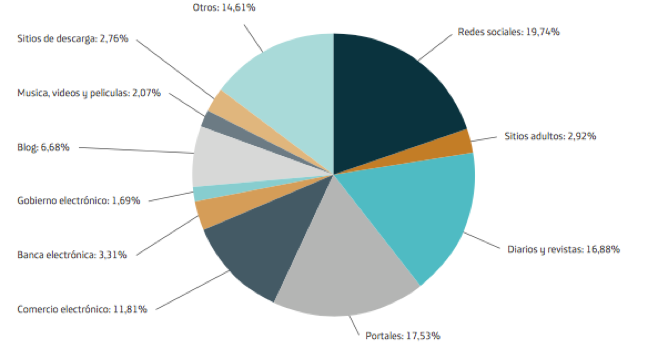 Otros: 14,61%
Redes sociales: 19,74%
Sitios de descarga: 2,76%
Musica, videos y peliculas: 2,07%
Sitios adultos: 2,92%
Blog: 6,68%
Gobierno electrónico: 1,69%
Diarios y revistas: 16,88%
Banca electrónica: 3,31%
Comercio electrónico: 11,81%
Portales: 17,53%